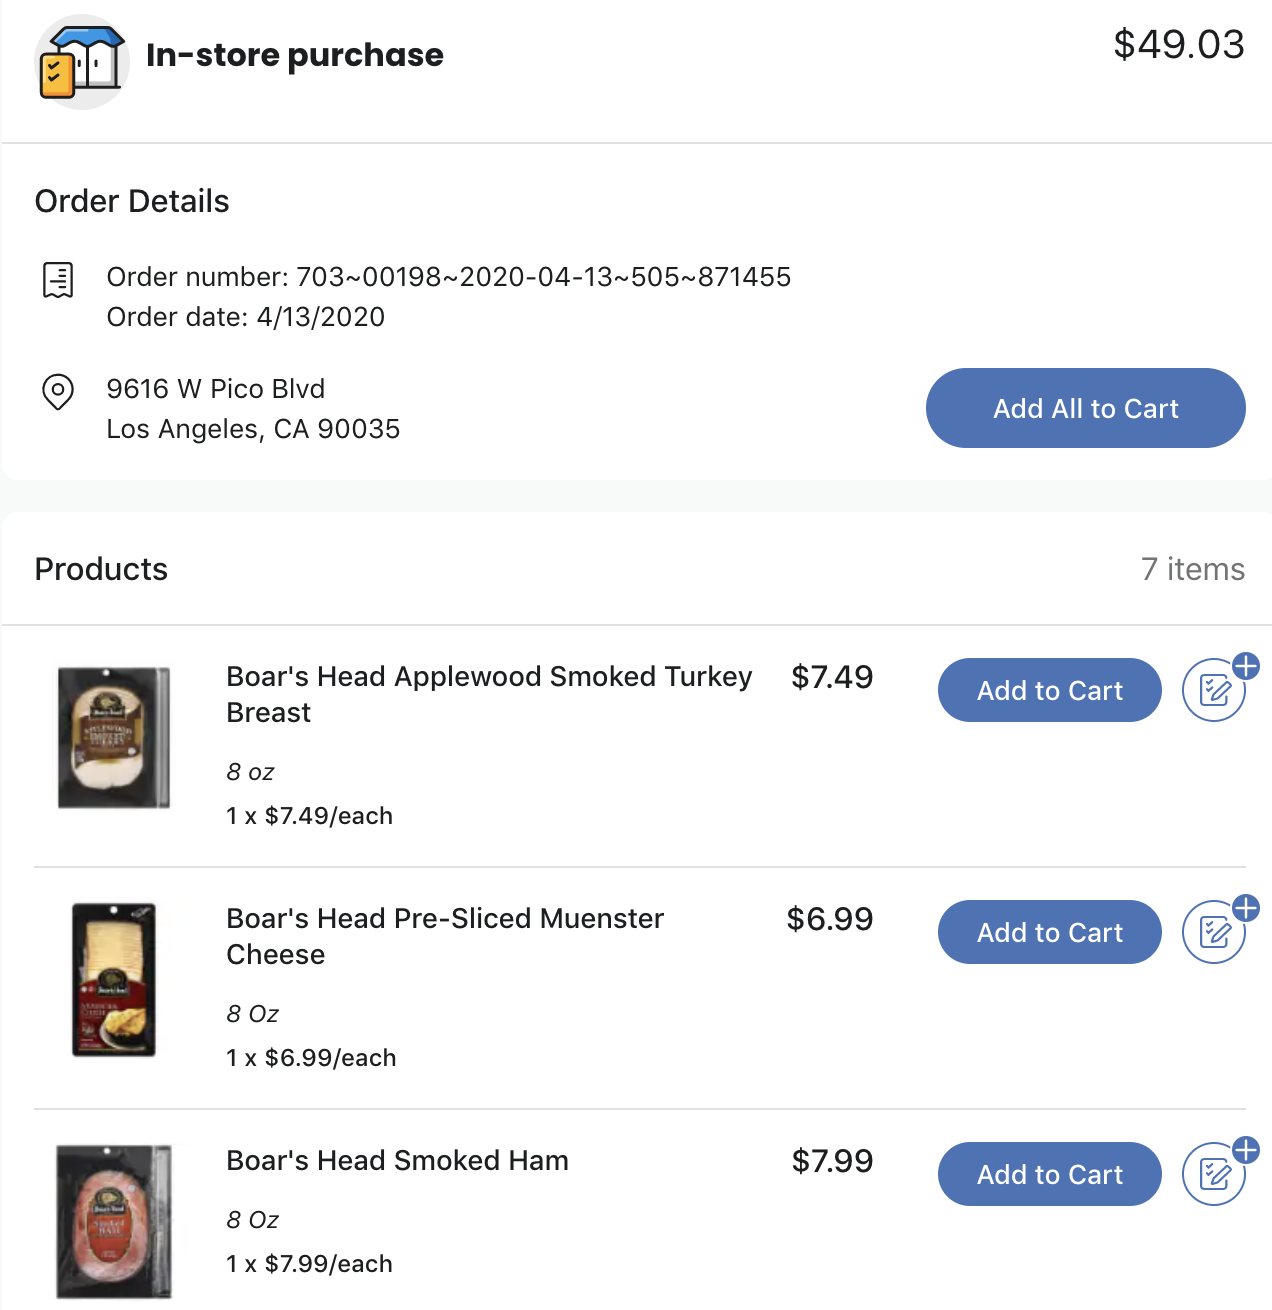 In-store purchase
$49.03
Order Details
Order number: 703~00198~2020-04-13~505~871455
Order date: 4/13/2020
9616 W Pico Blvd
Los Angeles, CA 90035
Add All to Cart
Products
7 items
Boar's Head Applewood Smoked Turkey
Breast
$7.49
Add to Cart
8 oz
1 x $7.49/each
Boar's Head Pre-Sliced Muenster
Cheese
$6.99
Add to Cart
8 Oz
1 x $6.99/each
Boar's Head Smoked Ham
$7.99
Add to Cart
8 Oz
1 x $7.99/each